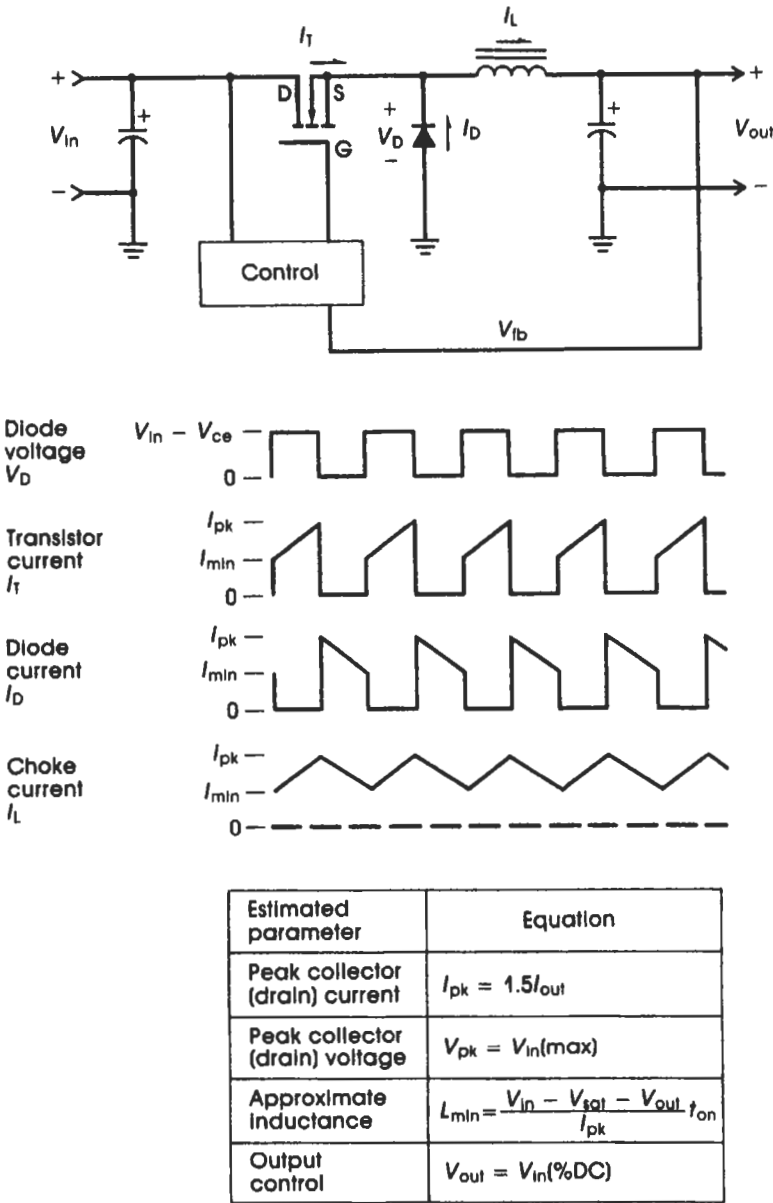 I_T
I_L
+
D
S
+
+
V_in
V_D
I_D
V_out
+
+
-
G
-
-
Control
V_fb
Diode
voltage
V_D
V_in − V_ce
0
Transistor
current
I_T
I_pk
I_min
0
Diode
current
I_D
I_pk
I_min
0
Choke
current
I_L
I_pk
I_min
0
Estimated
parameter
Equation
Peak collector
(drain) current
I_pk = 1.5I_out
Peak collector
(drain) voltage
V_pk = V_in(max)
Approximate
inductance
L_min = (V_in − V_sat − V_out) / I_pk t_on
Output
control
V_out = V_in(%DC)